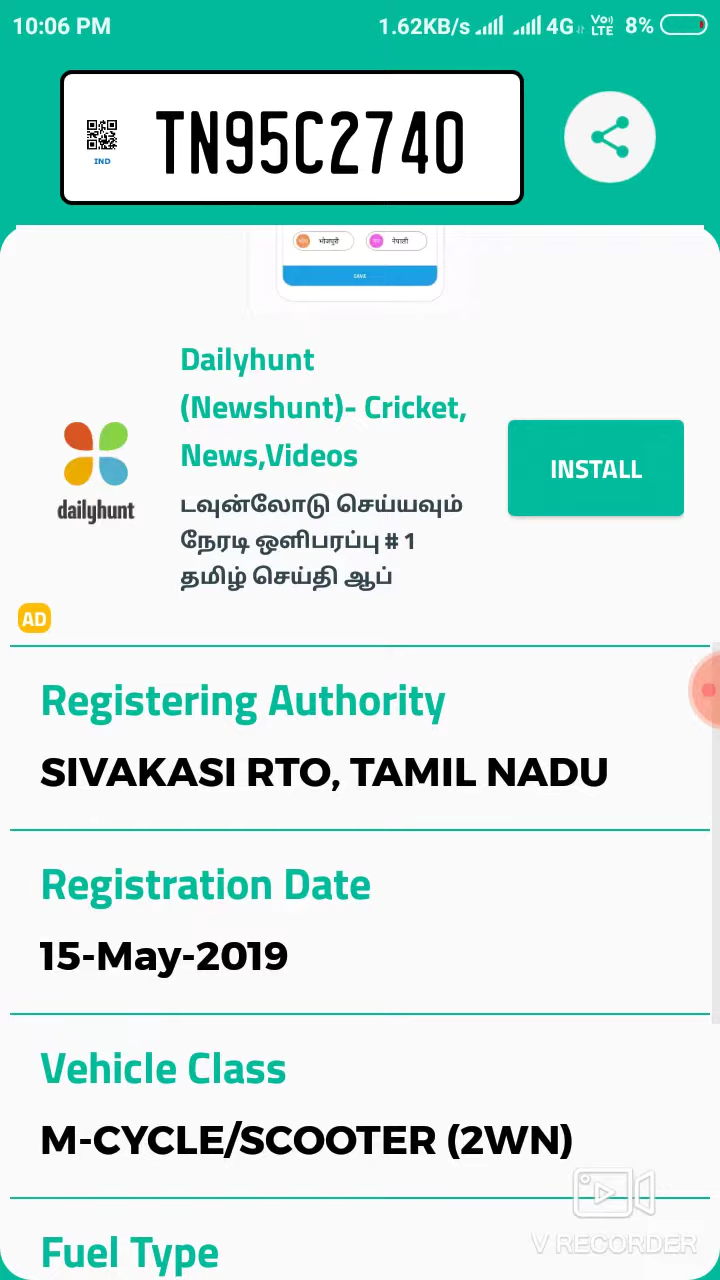 10:06 PM 1.62KB/s 4G VoLTE 8%
IND
TN95C2740
भोजपुरी नेपाली
SAVE
Dailyhunt
(Newshunt)- Cricket,
News,Videos
dailyhunt
INSTALL
டவுன்லோடு செய்யவும்
நேரடி ஒளிபரப்பு # 1
தமிழ் செய்தி ஆப்
AD
Registering Authority
SIVAKASI RTO, TAMIL NADU
Registration Date
15-May-2019
Vehicle Class
M-CYCLE/SCOOTER (2WN)
Fuel Type
V RECORDER